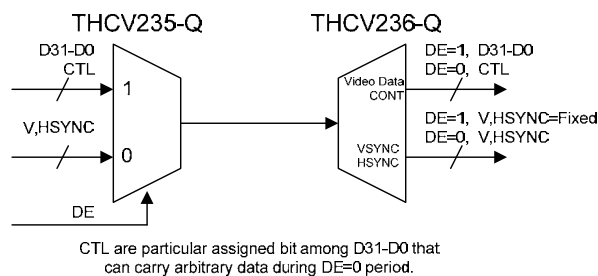 THCV235-Q
THCV236-Q
D31-D0
CTL
1
V,HSYNC
0
DE
Video Data
CONT
VSYNC
HSYNC
DE=1, D31-D0
DE=0, CTL
DE=1, V,HSYNC=Fixed
DE=0, V,HSYNC
CTL are particular assigned bit among D31-D0 that
can carry arbitrary data during DE=0 period.